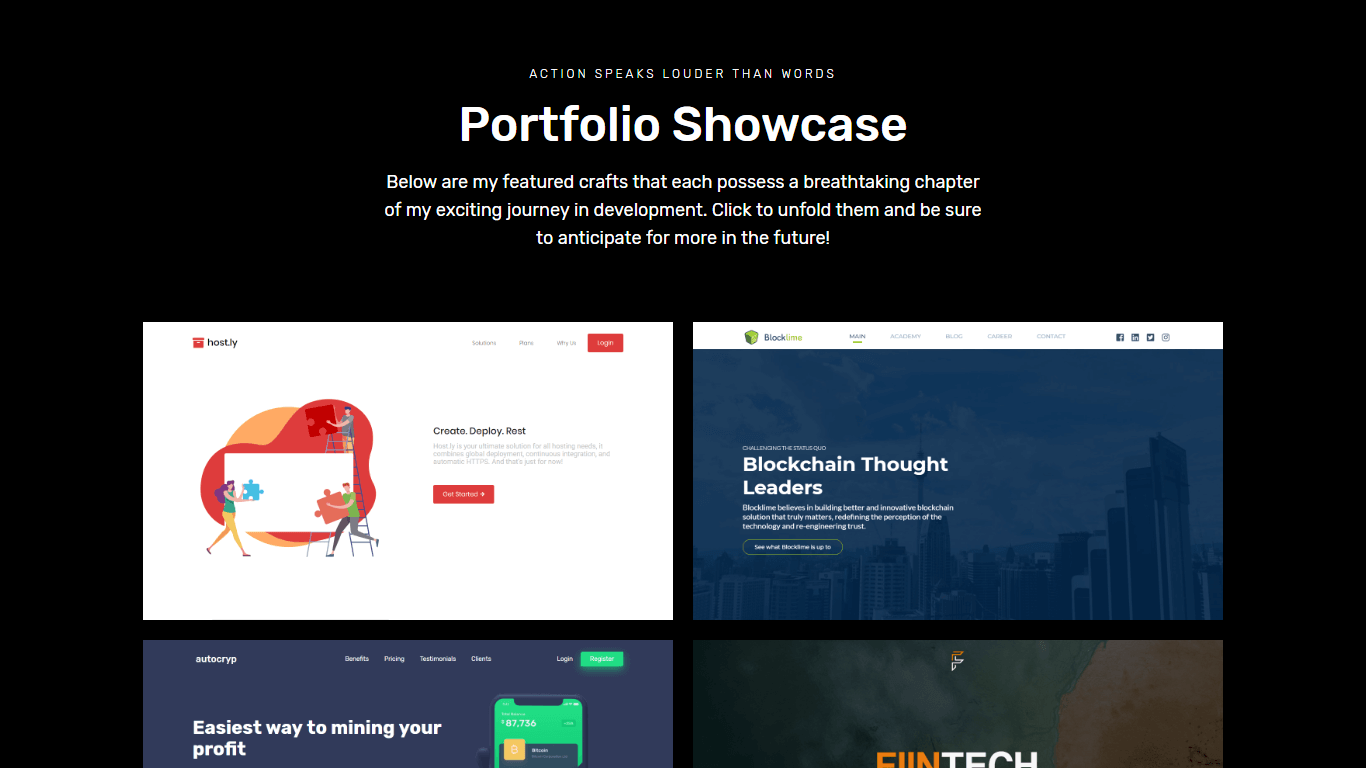 ACTION SPEAKS LOUDER THAN WORDS
Portfolio Showcase
Below are my featured crafts that each possess a breathtaking chapter
of my exciting journey in development. Click to unfold them and be sure
to anticipate for more in the future!
host.ly
Solutions
Plans
Why Us
Login
Create. Deploy. Rest
Host.ly is your ultimate solution for all hosting needs, it
combines global deployment, continuous integration, and
automatic HTTPS. And that's just for now!
Get Started
Blocklime
MAIN
ACADEMY
BLOG
CAREER
CONTACT
CHALLENGING THE STATUS QUO
Blockchain Thought
Leaders
Blocklime believes in building better and innovative blockchain
solution that truly matters, redefining the perception of the
technology and re-engineering trust.
See what Blocklime is up to
autocryp
Benefits
Pricing
Testimonials
Clients
Login
Register
Easiest way to mining your
profit
87,736
Bitcoin
FIINTECH